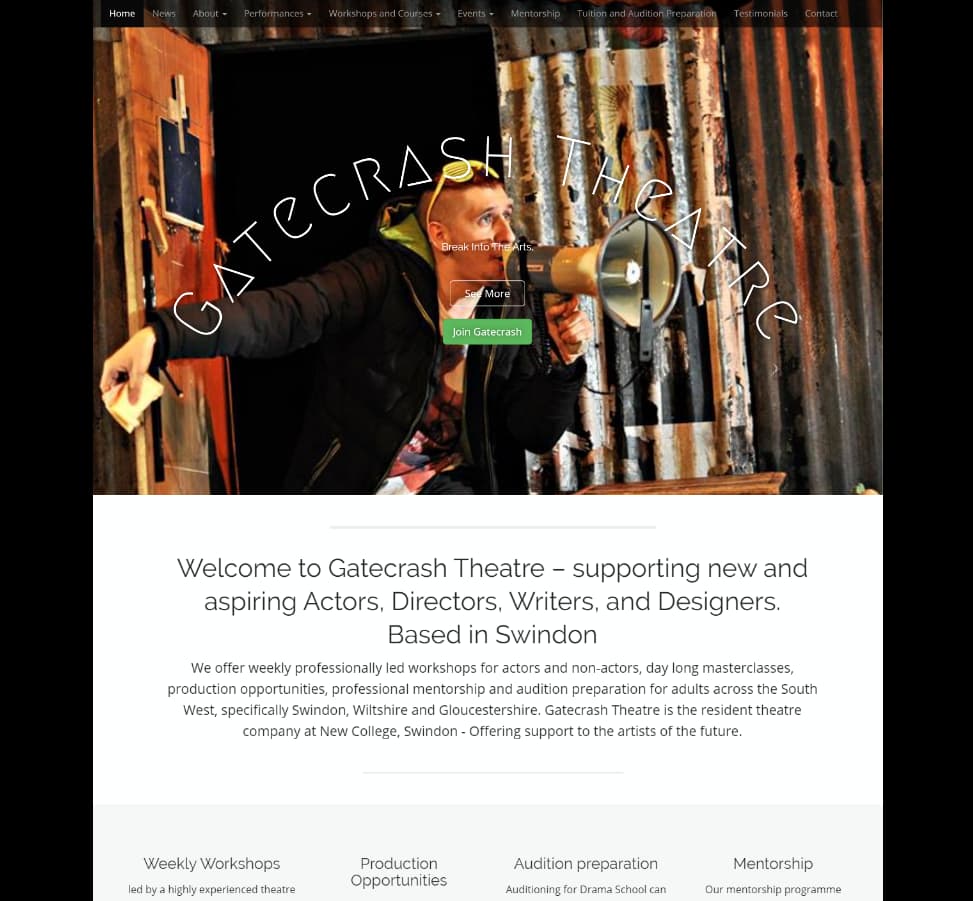 Home News About Performances Workshops and Courses Events Mentorship Tuition and Audition Preparation Testimonials Contact
GATECRASH THEATRE
Break Into The Arts.
See More
Join Gatecrash
Welcome to Gatecrash Theatre – supporting new and
aspiring Actors, Directors, Writers, and Designers.
Based in Swindon
We offer weekly professionally led workshops for actors and non-actors, day long masterclasses,
production opportunities, professional mentorship and audition preparation for adults across the South
West, specifically Swindon, Wiltshire and Gloucestershire. Gatecrash Theatre is the resident theatre
company at New College, Swindon - Offering support to the artists of the future.
Weekly Workshops
led by a highly experienced theatre
Production
Opportunities
Audition preparation
Auditioning for Drama School can
Mentorship
Our mentorship programme